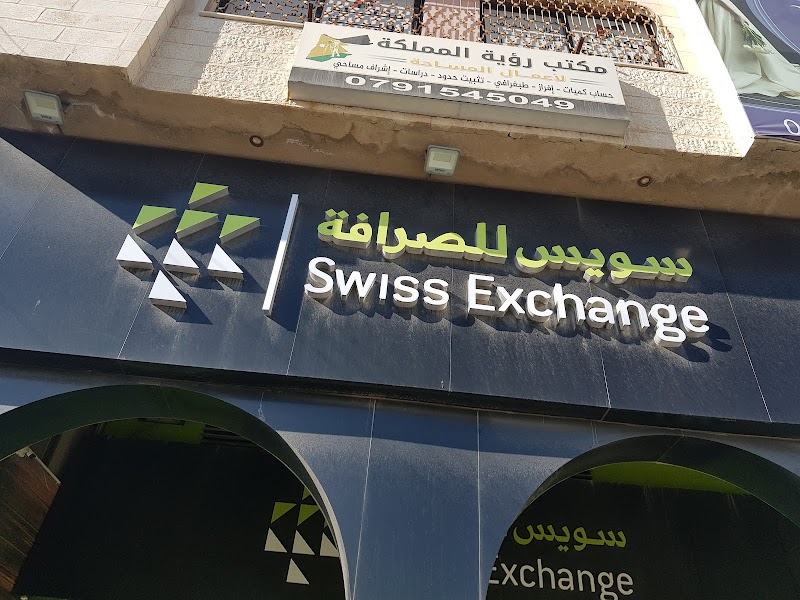 مكتب رؤية المملكة
لأعمال المساحة
حساب كميات - إفراز - طبغرافي - تثبيت حدود - دراسات - إشراف مساحي
0791545049
سويس للصرافة
Swiss Exchange
سويس
Exchange